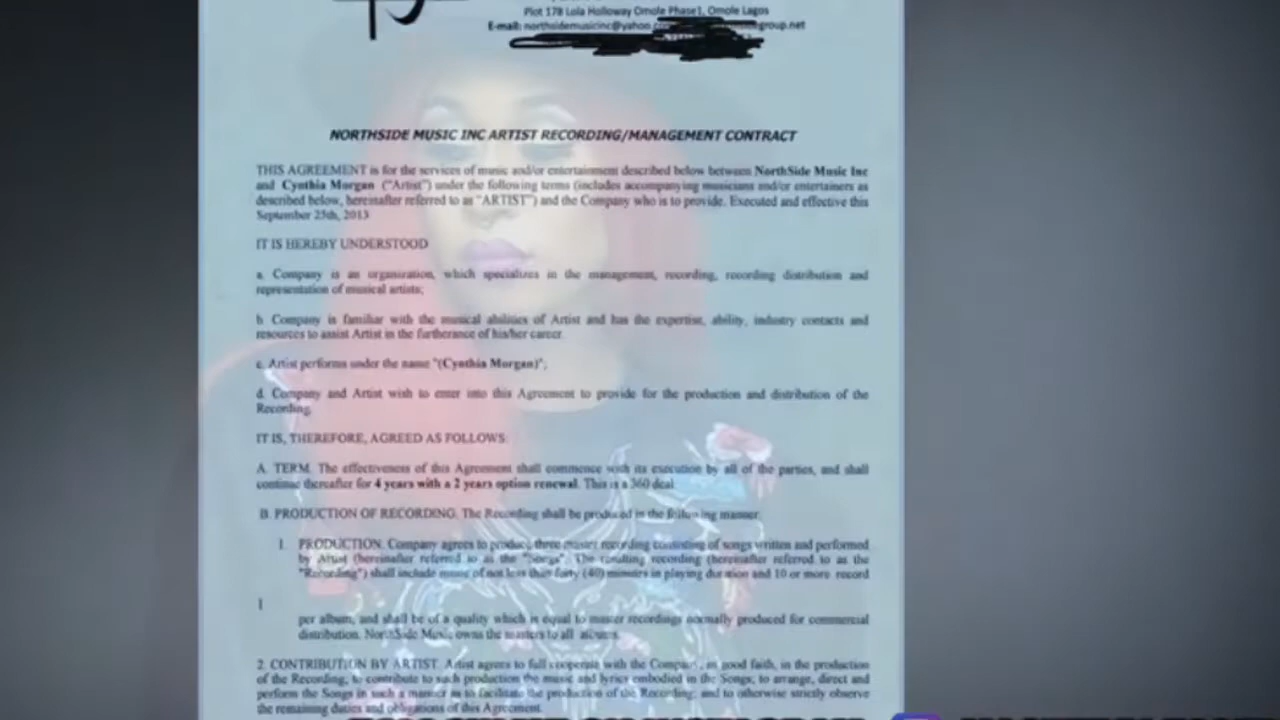 Plot 178 Lola Holloway Omole Phase1, Omole Lagos
E-mail: northsidemusicinc@yahoo.c group.net
NORTHSIDE MUSIC INC ARTIST RECORDING/MANAGEMENT CONTRACT
THIS AGREEMENT is for the services of music and/or entertainment described below between NorthSide Music Inc
and Cynthia Morgan ("Artist") under the following terms (includes accompanying musicians and/or entertainers as
described below, hereinafter referred to as "ARTIST") and the Company who is to provide. Executed and effective this
September 25th, 2013
IT IS HEREBY UNDERSTOOD
a. Company is an organization, which specializes in the management, recording, recording distribution and
representation of musical artists;
b. Company is familiar with the musical abilities of Artist and has the expertise, ability, industry contacts and
resources to assist Artist in the furtherance of his/her career.
c. Artist performs under the name "(Cynthia Morgan)";
d. Company and Artist wish to enter into this Agreement to provide for the production and distribution of the
Recording.
IT IS, THEREFORE, AGREED AS FOLLOWS:
A. TERM. The effectiveness of this Agreement shall commence with its execution by all of the parties, and shall
continue thereafter for 4 years with a 2 years option renewal. This is a 360 deal
B. PRODUCTION OF RECORDING. The Recording shall be produced in the following manner:
1. PRODUCTION. Company agrees to produce three master recording consisting of songs written and performed
by Artist (hereinafter referred to as the "Songs". The resulting recording (hereinafter referred to as the
"Recording") shall include music of not less than forty (40) minutes in playing duration and 10 or more record
1
per album, and shall be of a quality which is equal to master recordings normally produced for commercial
distribution. NorthSide Music owns the masters to all albums.
2. CONTRIBUTION BY ARTIST. Artist agrees to full cooperate with the Company, in good faith, in the production
of the Recording; to contribute to such production the music and lyrics embodied in the Songs; to arrange, direct and
perform the Songs in such a manner as to facilitate the production of the Recording; and to otherwise strictly observe
the remaining duties and obligations of this Agreement.